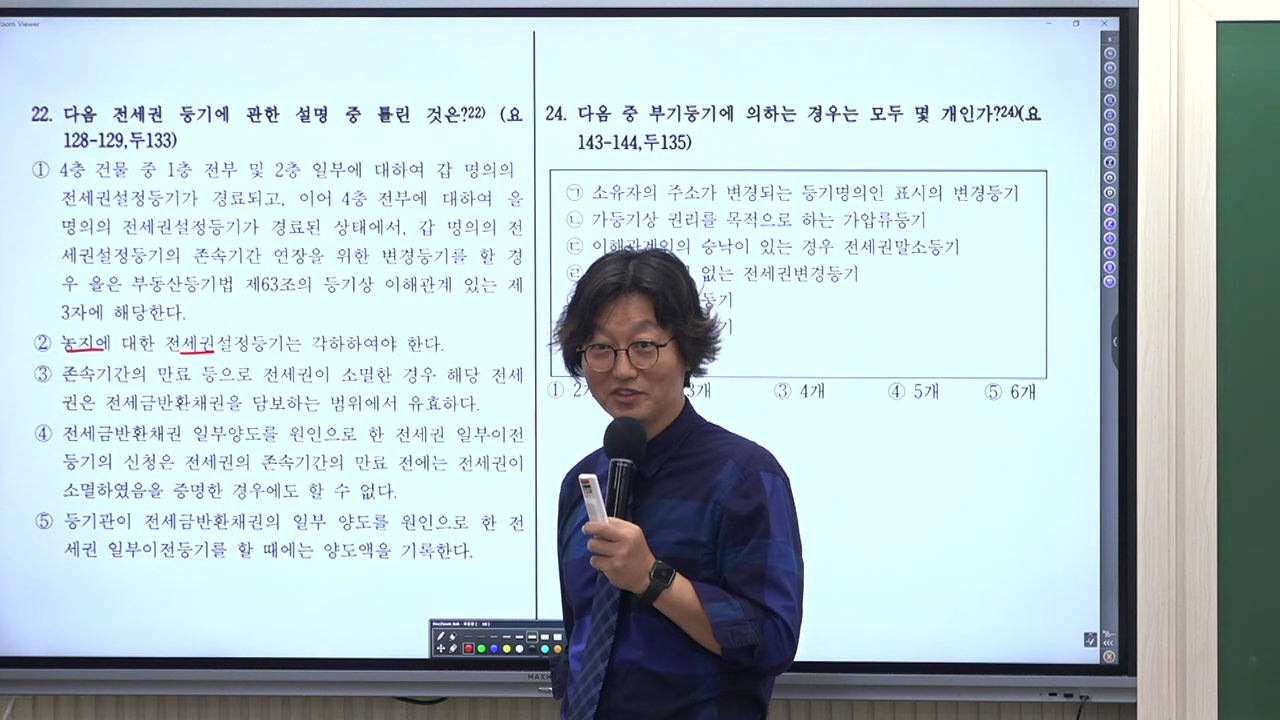 Zoom Viewer
22. 다음 전세권 등기에 관한 설명 중 틀린 것은?22) (요
128-129,두133)
① 4층 건물 중 1층 전부 및 2층 일부에 대하여 갑 명의의
전세권설정등기가 경료되고, 이어 4층 전부에 대하여 을
명의의 전세권설정등기가 경료된 상태에서, 갑 명의의 전
세권설정등기의 존속기간 연장을 위한 변경등기를 할 경
우 을은 부동산등기법 제63조의 등기상 이해관계 있는 제
3자에 해당한다.
② 농지에 대한 전세권설정등기는 각하하여야 한다.
③ 존속기간의 만료 등으로 전세권이 소멸한 경우 해당 전세
권은 전세금반환채권을 담보하는 범위에서 유효하다.
④ 전세금반환채권 일부양도를 원인으로 한 전세권 일부이전
등기의 신청은 전세권의 존속기간의 만료 전에는 전세권이
소멸하였음을 증명한 경우에도 할 수 없다.
⑤ 등기관이 전세금반환채권의 일부 양도를 원인으로 한 전
세권 일부이전등기를 할 때에는 양도액을 기록한다.
24. 다음 중 부기등기에 의하는 경우는 모두 몇 개인가?24)(요
143-144,두135)
㉠ 소유자의 주소가 변경되는 등기명의인 표시의 변경등기
㉡ 가등기상 권리를 목적으로 하는 가압류등기
㉢ 이해관계인의 승낙이 있는 경우 전세권말소등기
㉣ 없는 전세권변경등기
등기
기
① 2 3개 ③ 4개 ④ 5개 ⑤ 6개